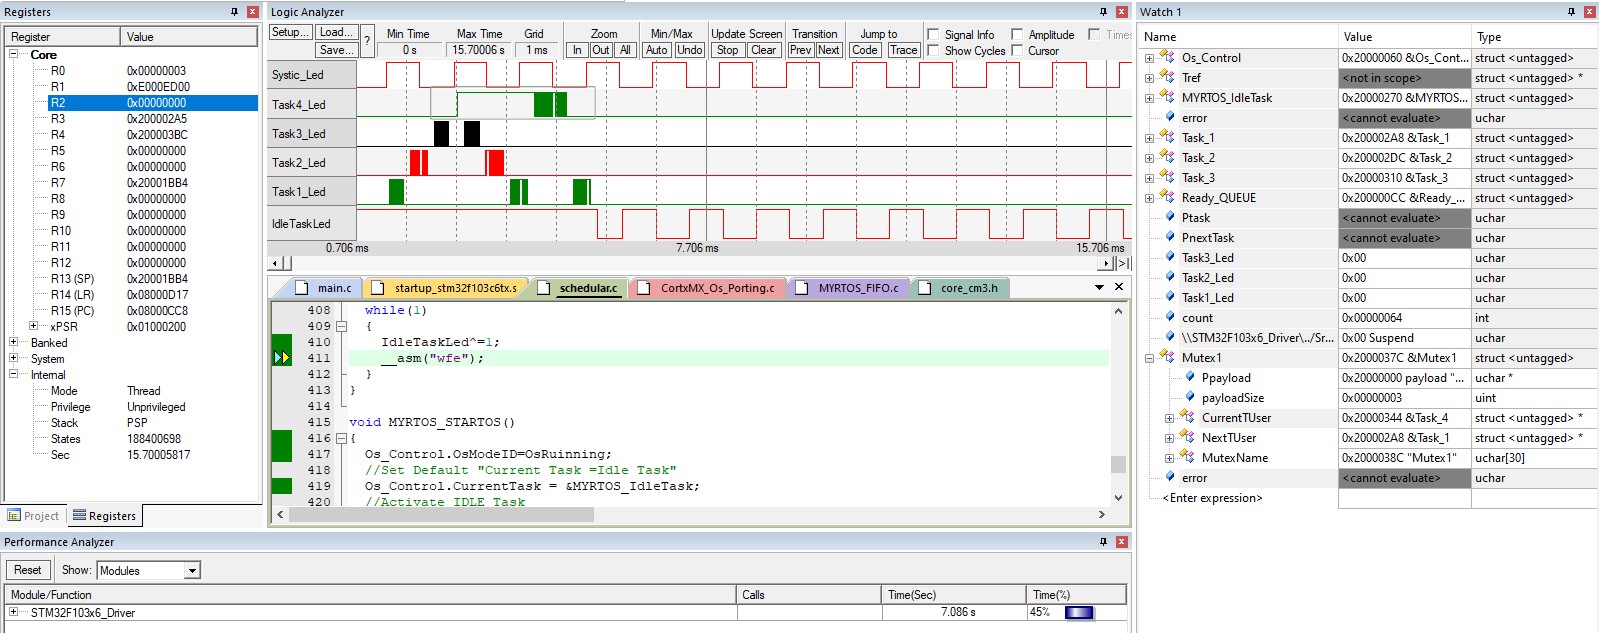 Registers
Register Value
Core
R0 0x00000003
R1 0xE000ED00
R2 0x00000000
R3 0x200002A5
R4 0x200003BC
R5 0x00000000
R6 0x00000000
R7 0x20001BB4
R8 0x00000000
R9 0x00000000
R10 0x00000000
R11 0x00000000
R12 0x00000000
R13 (SP) 0x20001BB4
R14 (LR) 0x08000D17
R15 (PC) 0x08000CC8
xPSR 0x01000200
Banked
System
Internal
Mode Thread
Privilege Unprivileged
Stack PSP
States 188400698
Sec 15.70005817
Project Registers
Logic Analyzer
Setup... Load... Save... ?
Min Time Max Time Grid Zoom Min/Max Update Screen Transition Jump to Signal Info Amplitude Times
0 s 15.70006 s 1 ms In Out All Auto Undo Stop Clear Prev Next Code Trace Show Cycles Cursor
Systic_Led
Task4_Led
Task3_Led
Task2_Led
Task1_Led
IdleTaskLed
0.706 ms 7.706 ms 15.706 ms
main.c startup_stm32f103c6tx.s schedular.c CortxMX_Os_Porting.c MYRTOS_FIFO.c core_cm3.h
408 while(1)
409 {
410 IdleTaskLed^=1;
411 __asm("wfe");
412 }
413 }
414
415 void MYRTOS_STARTOS()
416 {
417 Os_Control.OsModeID=OsRuinning;
418 //Set Default "Current Task =Idle Task"
419 Os_Control.CurrentTask = &MYRTOS_IdleTask;
420 //Activate IDLE Task
Watch 1
Name Value Type
Os_Control 0x20000060 &Os_Cont... struct <untagged>
Tref <not in scope> struct <untagged> *
MYRTOS_IdleTask 0x20000270 &MYRTOS... struct <untagged>
error <cannot evaluate> uchar
Task_1 0x200002A8 &Task_1 struct <untagged>
Task_2 0x200002DC &Task_2 struct <untagged>
Task_3 0x20000310 &Task_3 struct <untagged>
Ready_QUEUE 0x200000CC &Ready_... struct <untagged>
Ptask <cannot evaluate> uchar
PnextTask <cannot evaluate> uchar
Task3_Led 0x00 uchar
Task2_Led 0x00 uchar
Task1_Led 0x00 uchar
count 0x00000064 int
\\STM32F103x6_Driver\../Sr... 0x00 Suspend uchar
Mutex1 0x2000037C &Mutex1 struct <untagged>
Ppayload 0x20000000 payload "... uchar *
payloadSize 0x00000003 uint
CurrentTUser 0x20000344 &Task_4 struct <untagged> *
NextTUser 0x200002A8 &Task_1 struct <untagged> *
MutexName 0x2000038C "Mutex1" uchar[30]
error <cannot evaluate> uchar
<Enter expression>
Performance Analyzer
Reset Show: Modules
Module/Function Calls Time(Sec) Time(%)
STM32F103x6_Driver 7.086 s 45%